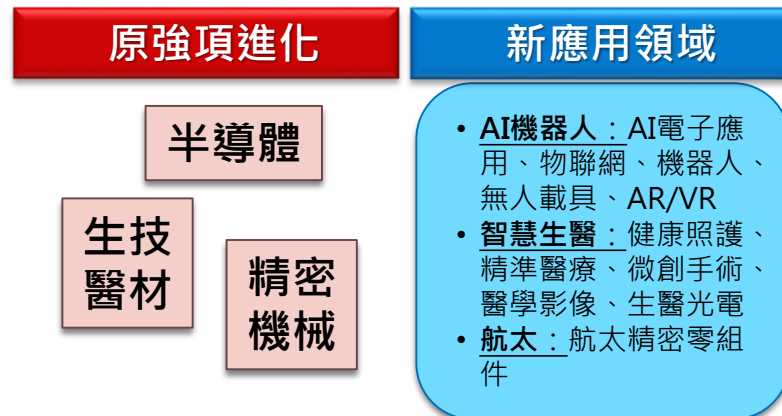 原強項進化
新應用領域
半導體
生技
醫材
精密
機械
• AI機器人：AI電子應
用、物聯網、機器人、
無人載具、AR/VR
• 智慧生醫：健康照護、
精準醫療、微創手術、
醫學影像、生醫光電
• 航太：航太精密零組
件